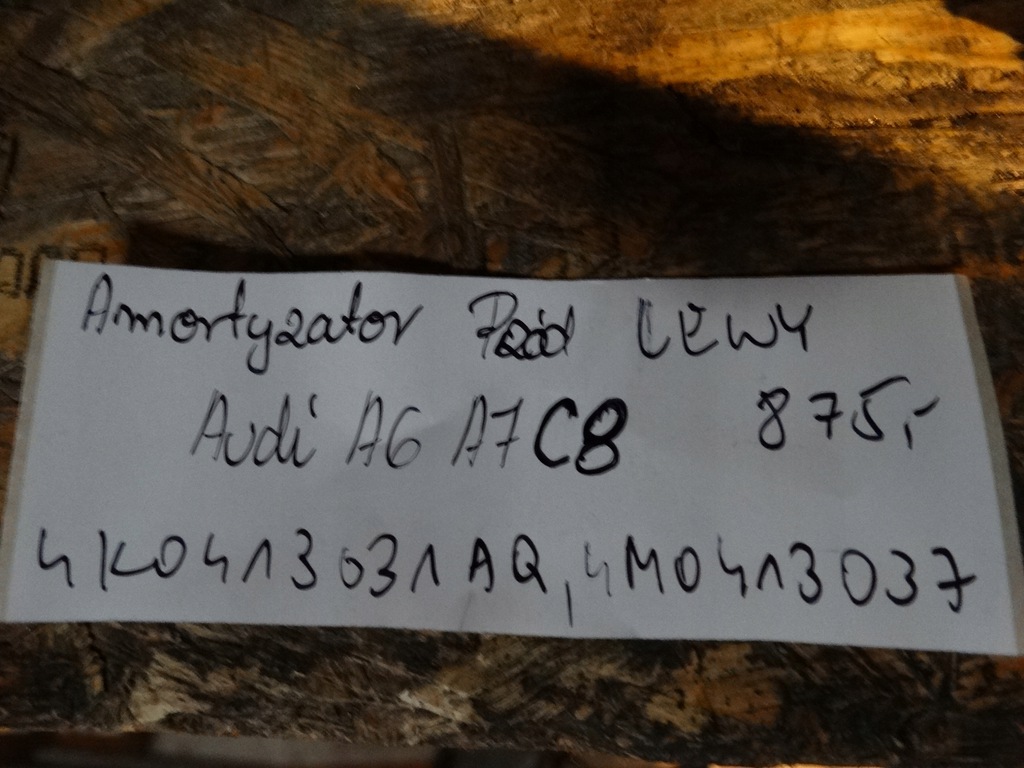 Amortyzator Przód LEWY
Audi A6 A7 C8 875,-
4K0413031AQ, 4M0413037